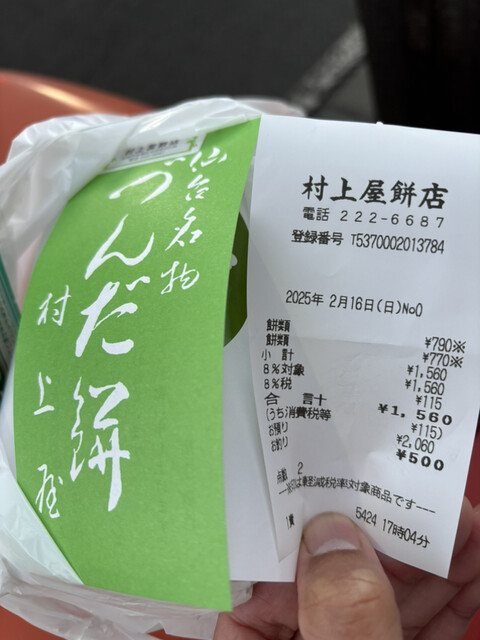 仙台名物
づんだ餅
村上屋
村上屋餅店
電話 222-6687
登録番号 T5370002013784
2025年 2月16日(日)No0
餅類 ¥790※
餅類 ¥770※
小 計 ¥1,560
8%対象 ¥1,560
8%税 ¥115
合 計 ¥1,560
(うち消費税等 ¥115)
お預り ¥2,060
お釣り ¥500
点数 2
軽減税率対象商品です
1責 5424 17時04分